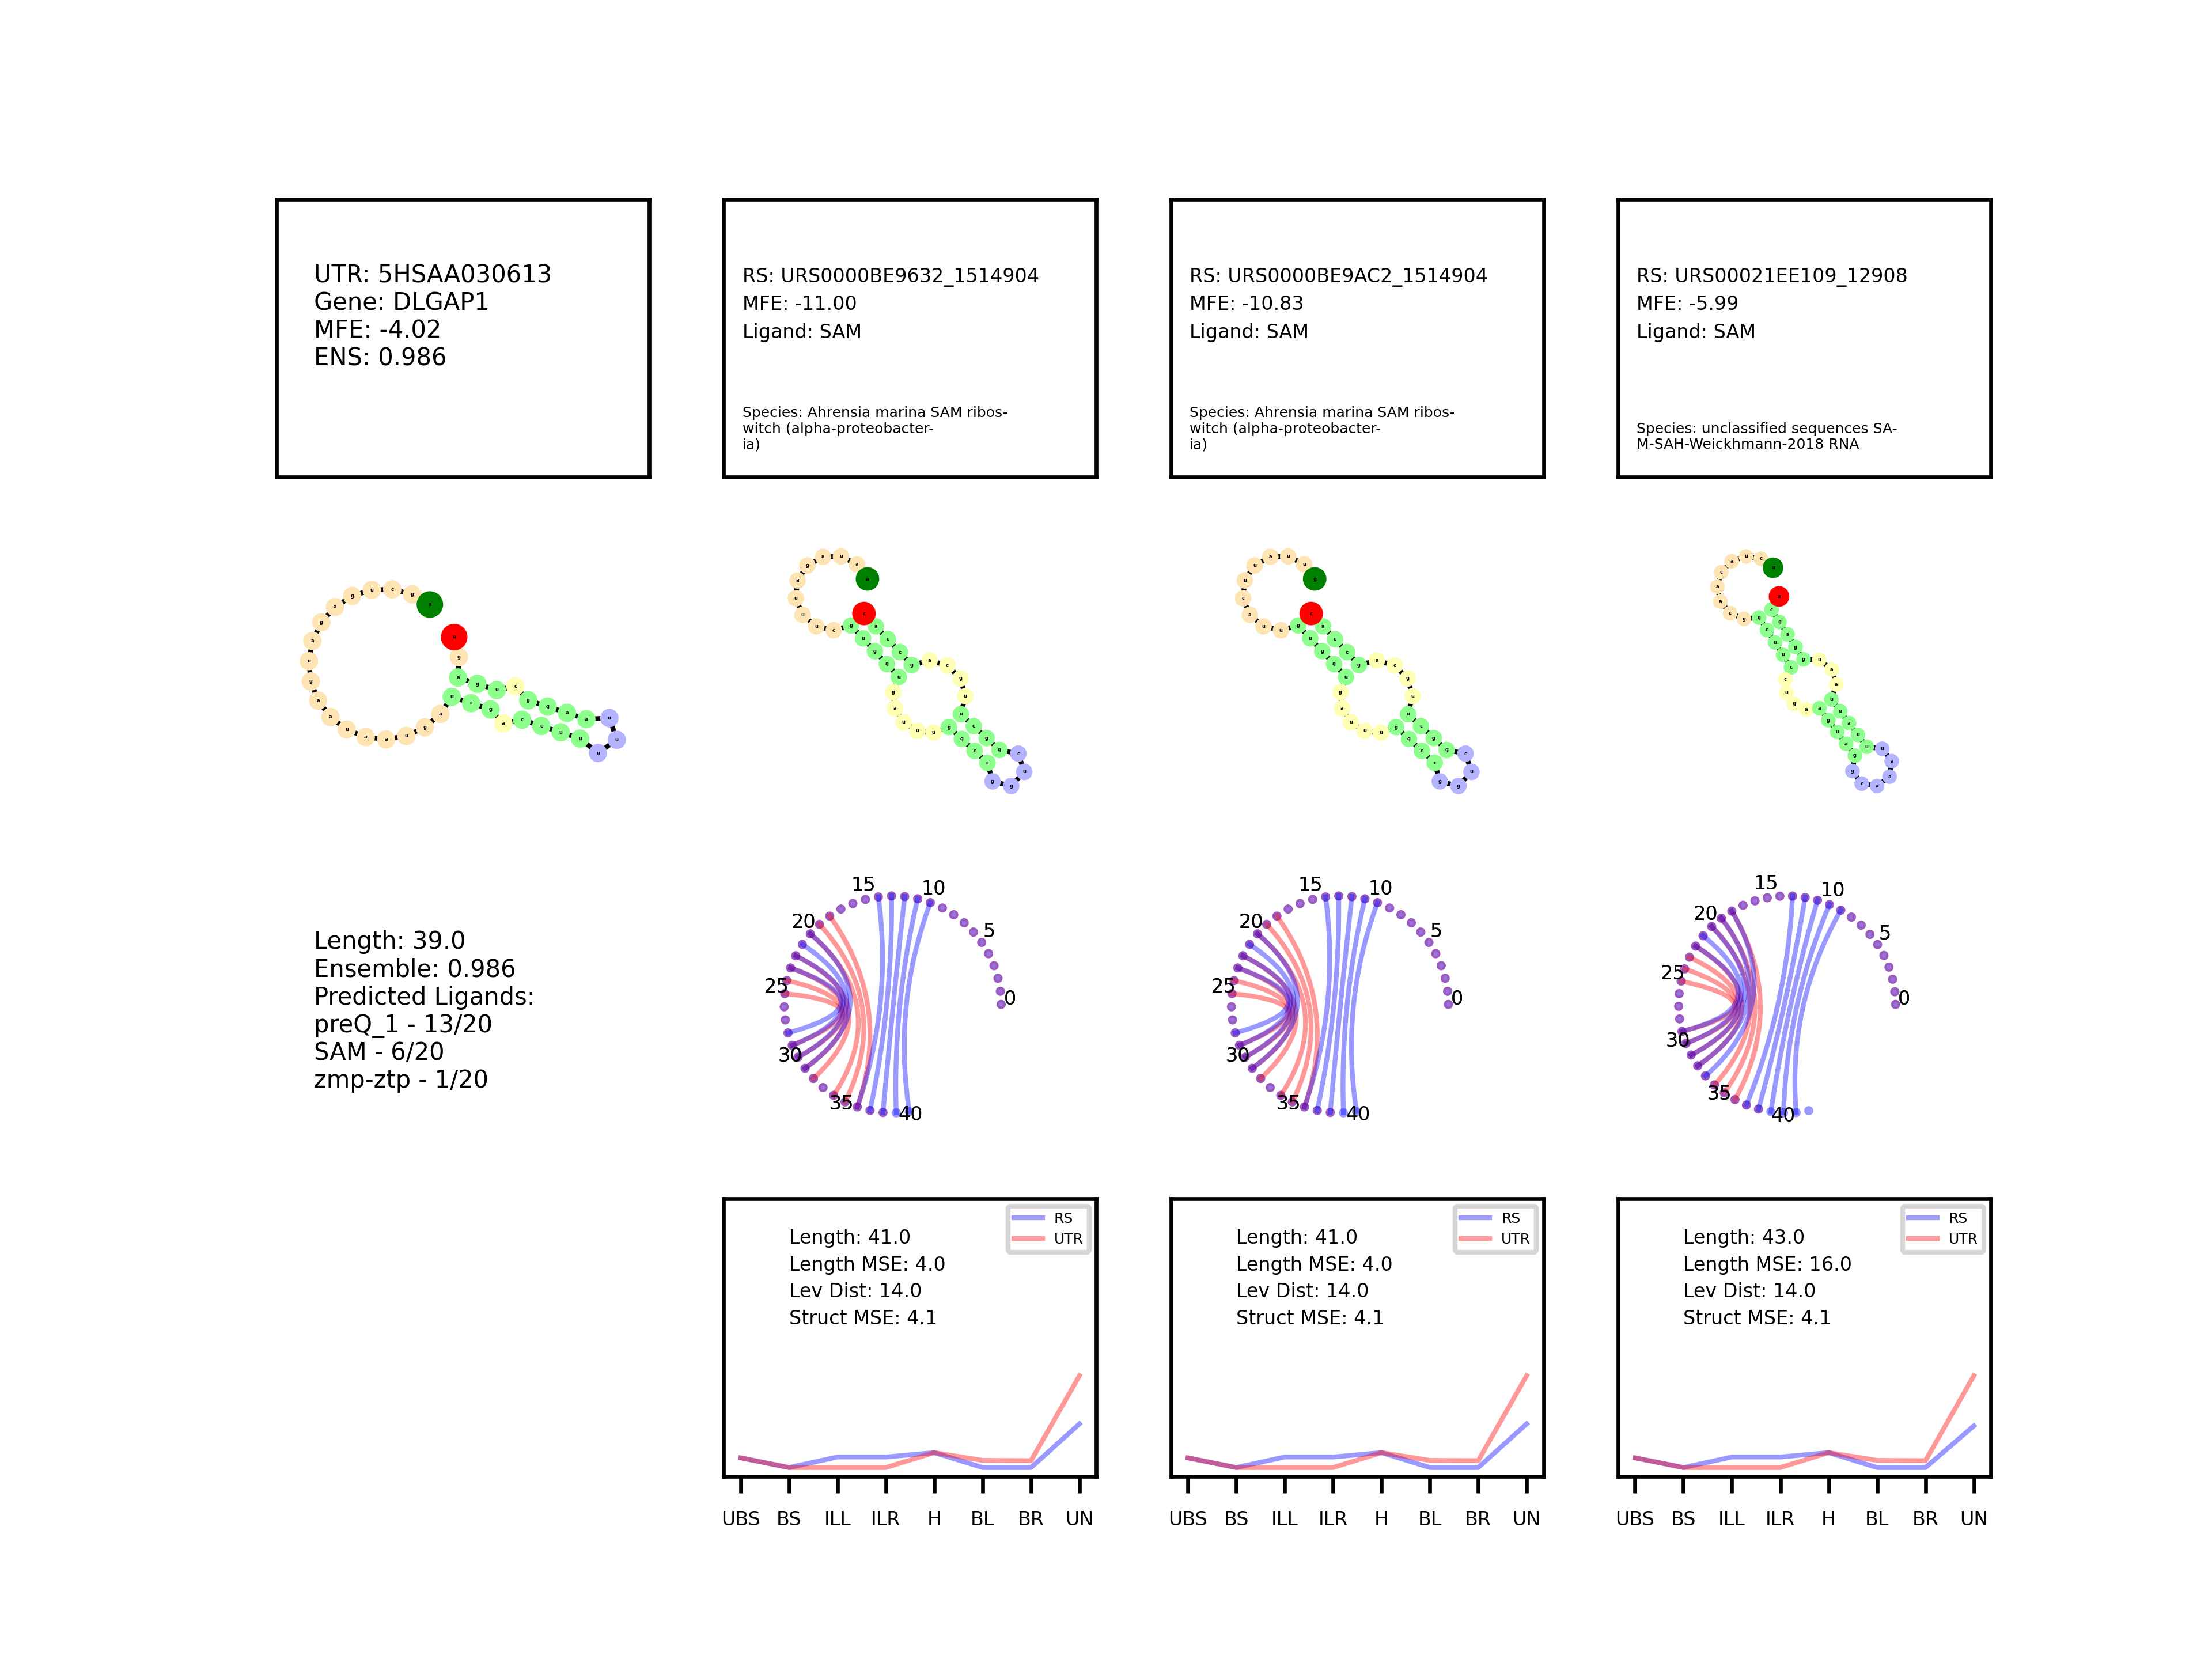 UTR: 5HSAA030613
Gene: DLGAP1
MFE: -4.02
ENS: 0.986
RS: URS0000BE9632_1514904
MFE: -11.00
Ligand: SAM
Species: Ahrensia marina SAM ribos-
witch (alpha-proteobacter-
ia)
RS: URS0000BE9AC2_1514904
MFE: -10.83
Ligand: SAM
Species: Ahrensia marina SAM ribos-
witch (alpha-proteobacter-
ia)
RS: URS00021EE109_12908
MFE: -5.99
Ligand: SAM
Species: unclassified sequences SA-
M-SAH-Weickhmann-2018 RNA
Length: 39.0
Ensemble: 0.986
Predicted Ligands:
preQ_1 - 13/20
SAM - 6/20
zmp-ztp - 1/20
0
5
10
15
20
25
30
35
40
0
5
10
15
20
25
30
35
40
0
5
10
15
20
25
30
35
40
RS
UTR
Length: 41.0
Length MSE: 4.0
Lev Dist: 14.0
Struct MSE: 4.1
UBS BS ILL ILR H BL BR UN
RS
UTR
Length: 41.0
Length MSE: 4.0
Lev Dist: 14.0
Struct MSE: 4.1
UBS BS ILL ILR H BL BR UN
RS
UTR
Length: 43.0
Length MSE: 16.0
Lev Dist: 14.0
Struct MSE: 4.1
UBS BS ILL ILR H BL BR UN